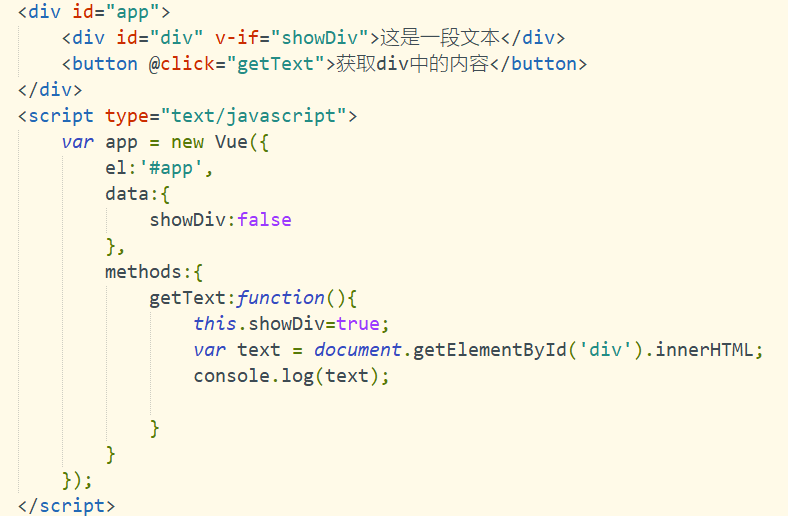 <div id="app">
    <div id="div" v-if="showDiv">这是一段文本</div>
    <button @click="getText">获取div中的内容</button>
</div>
<script type="text/javascript">
    var app = new Vue({
        el:'#app',
        data:{
            showDiv:false
        },
        methods:{
            getText:function(){
                this.showDiv=true;
                var text = document.getElementById('div').innerHTML;
                console.log(text);
            }
        }
    });
</script>